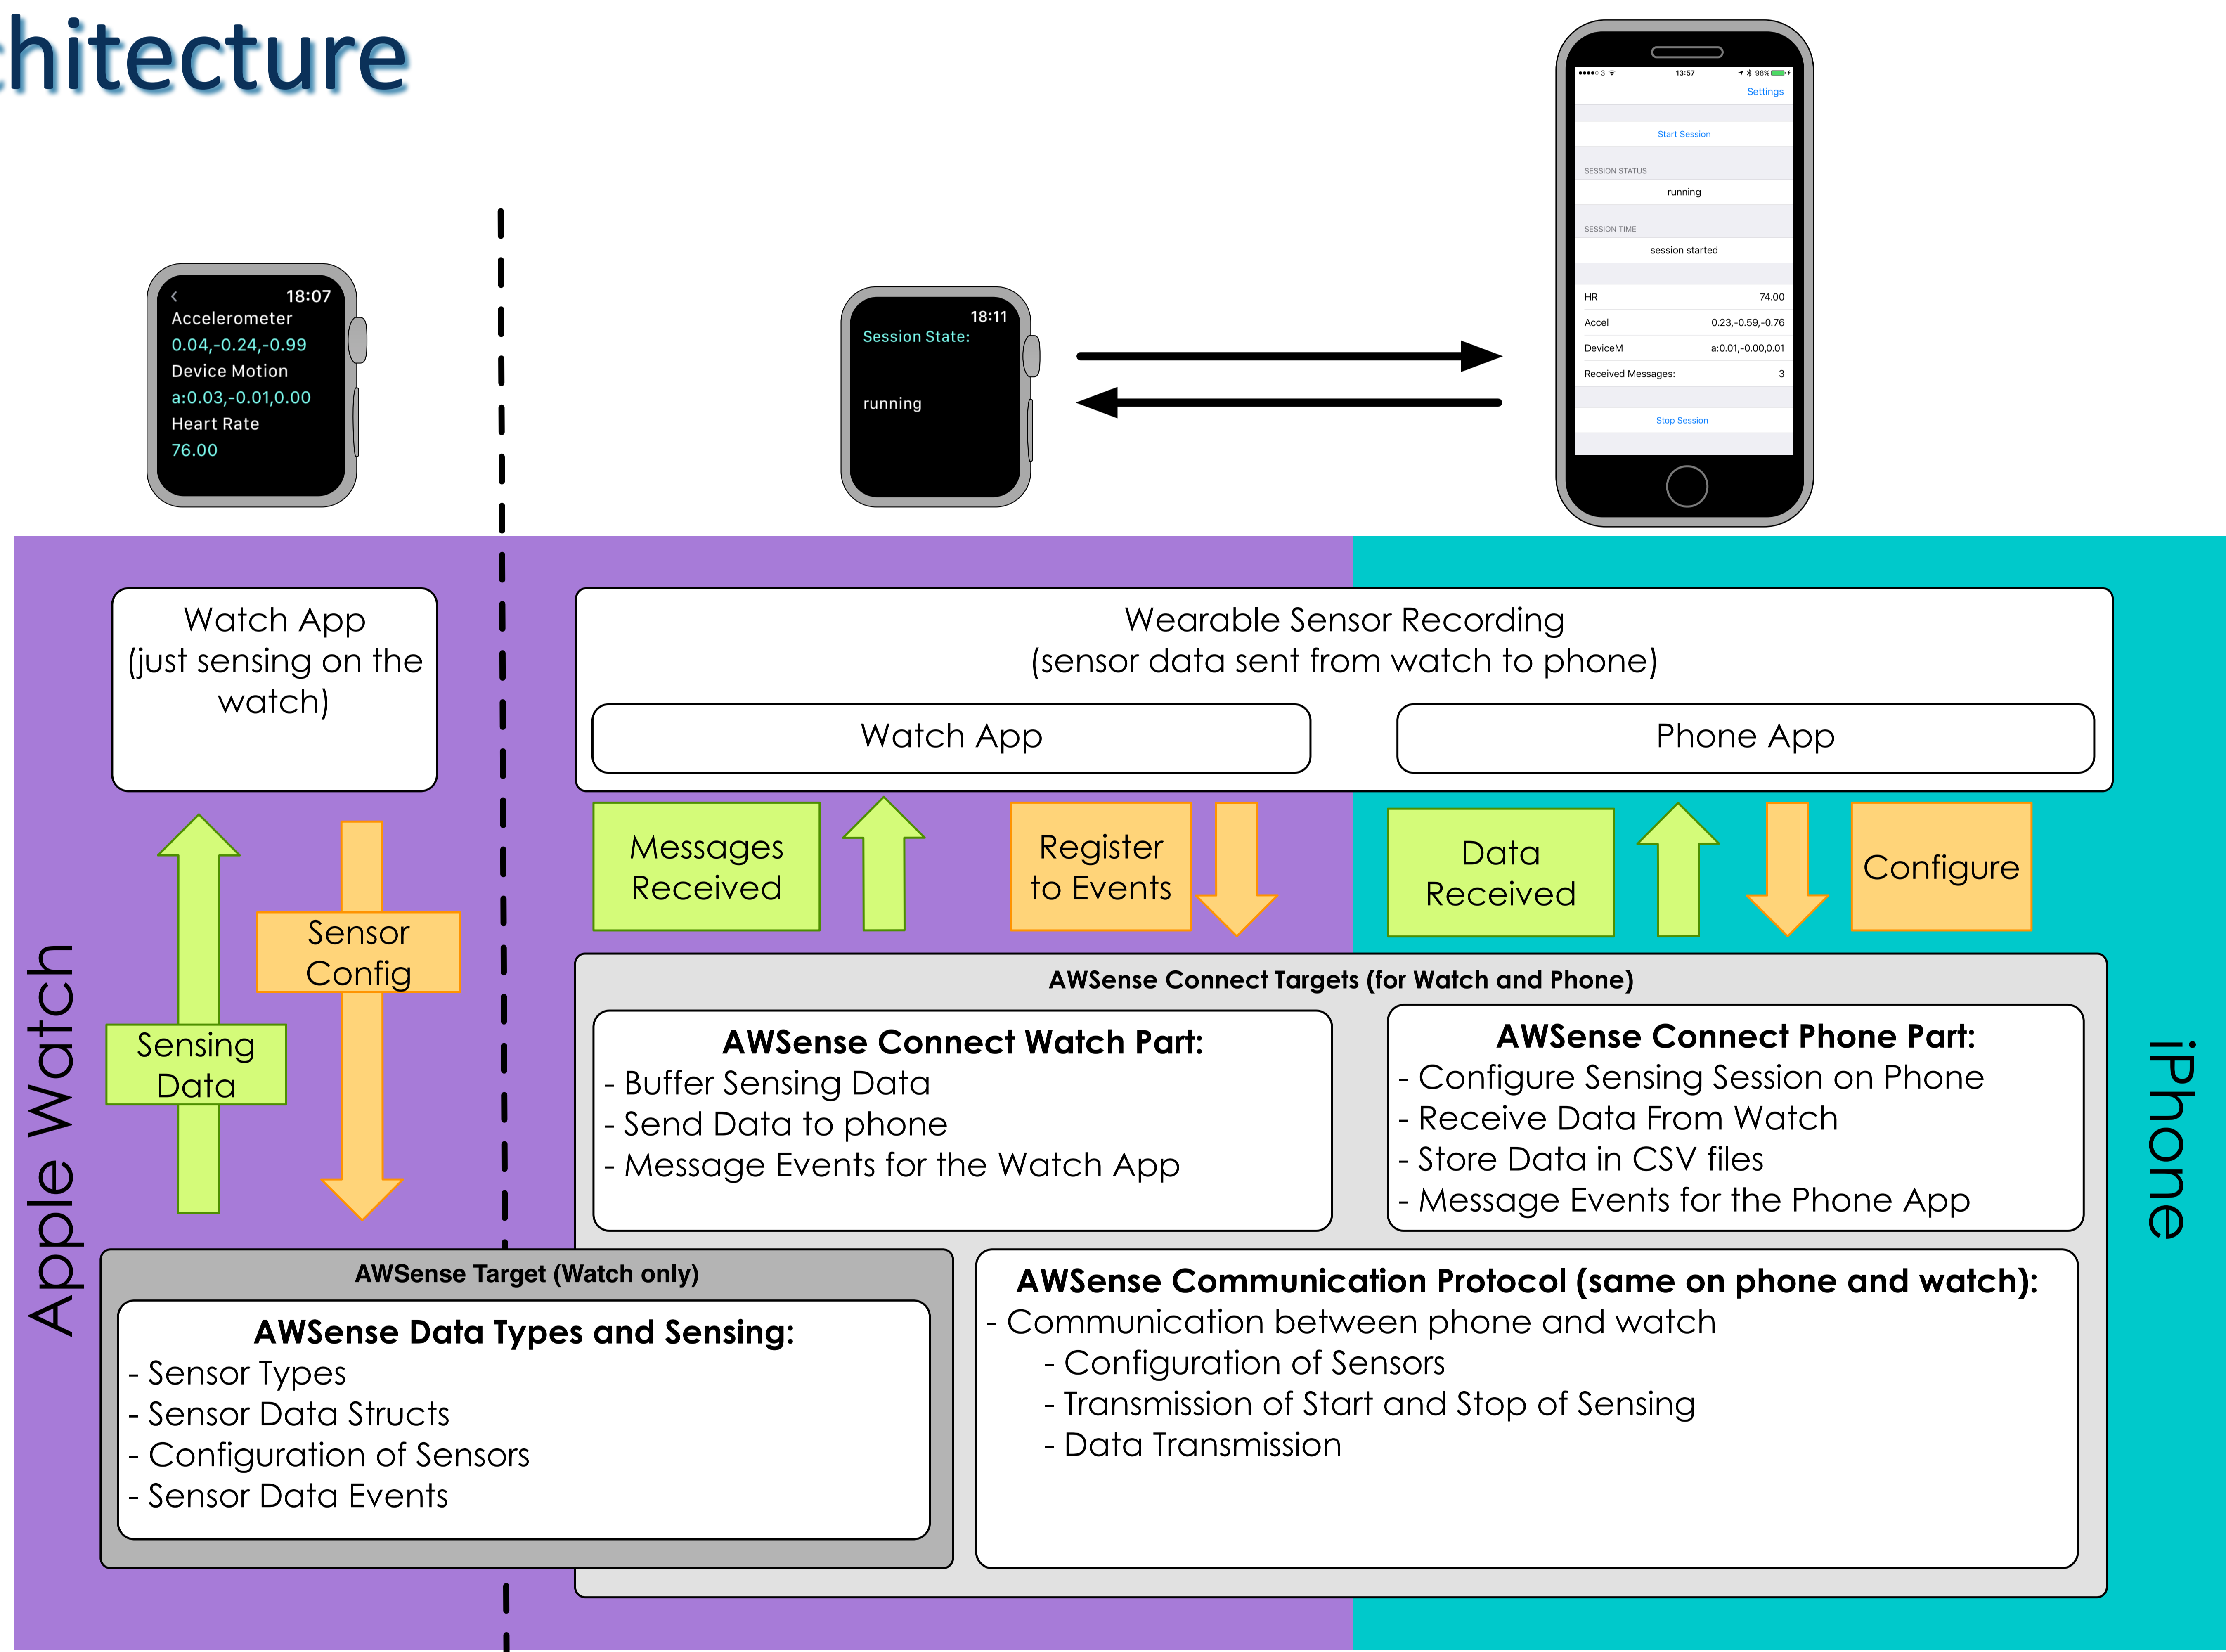 chitecture
18:07
Accelerometer
0.04,-0.24,-0.99
Device Motion
a:0.03,-0.01,0.00
Heart Rate
76.00
18:11
Session State:
running
3 13:57 98%
Settings
Start Session
SESSION STATUS
running
SESSION TIME
session started
HR 74.00
Accel 0.23,-0.59,-0.76
DeviceM a:0.01,-0.00,0.01
Received Messages: 3
Stop Session
Watch App
(just sensing on the
watch)
Wearable Sensor Recording
(sensor data sent from watch to phone)
Watch App
Phone App
Sensor
Config
Sensing
Data
Messages
Received
Register
to Events
Data
Received
Configure
Apple Watch
iPhone
AWSense Connect Targets (for Watch and Phone)
AWSense Connect Watch Part:
- Buffer Sensing Data
- Send Data to phone
- Message Events for the Watch App
AWSense Connect Phone Part:
- Configure Sensing Session on Phone
- Receive Data From Watch
- Store Data in CSV files
- Message Events for the Phone App
AWSense Target (Watch only)
AWSense Data Types and Sensing:
- Sensor Types
- Sensor Data Structs
- Configuration of Sensors
- Sensor Data Events
AWSense Communication Protocol (same on phone and watch):
- Communication between phone and watch
- Configuration of Sensors
- Transmission of Start and Stop of Sensing
- Data Transmission